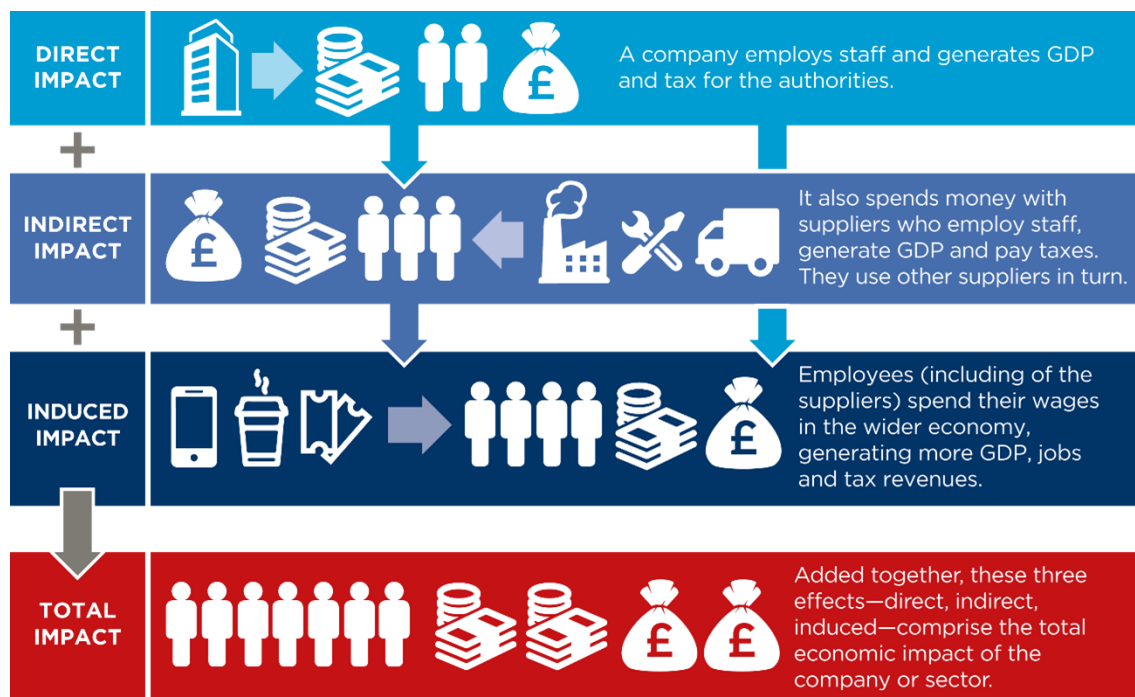 DIRECT
IMPACT
£
A company employs staff and generates GDP
and tax for the authorities.
+
INDIRECT
IMPACT
£
It also spends money with
suppliers who employ staff,
generate GDP and pay taxes.
They use other suppliers in turn.
+
INDUCED
IMPACT
£
Employees (including of the
suppliers) spend their wages
in the wider economy,
generating more GDP, jobs
and tax revenues.
TOTAL
IMPACT
£ £
Added together, these three
effects—direct, indirect,
induced—comprise the total
economic impact of the
company or sector.